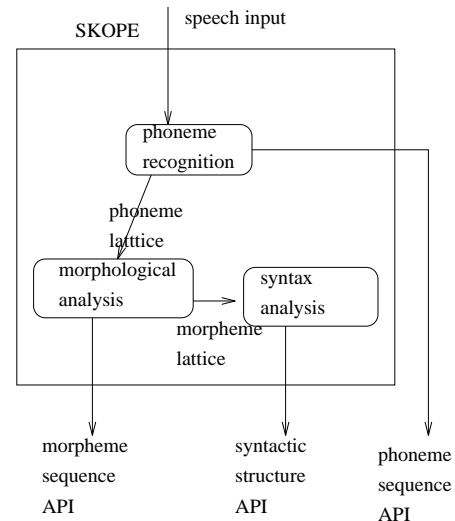 speech input
SKOPE
phoneme
recognition
phoneme
latttice
morphological
analysis
syntax
analysis
morpheme
lattice
morpheme
sequence
API
syntactic
structure
API
phoneme
sequence
API